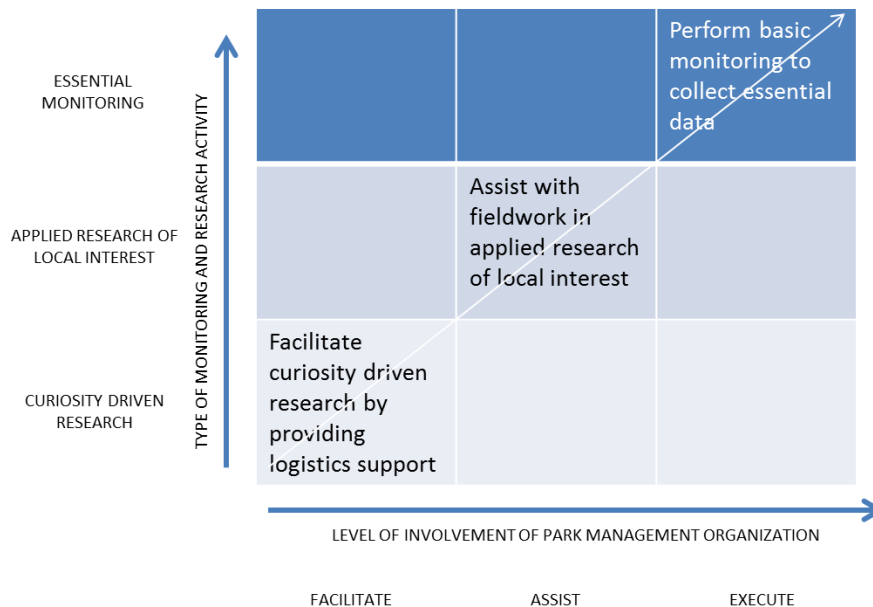 ESSENTIAL
MONITORING
APPLIED RESEARCH OF
LOCAL INTEREST
CURIOSITY DRIVEN
RESEARCH
TYPE OF MONITORING AND RESEARCH ACTIVITY
Perform basic
monitoring to
collect essential
data
Assist with
fieldwork in
applied research
of local interest
Facilitate
curiosity driven
research by
providing
logistics support
LEVEL OF INVOLVEMENT OF PARK MANAGEMENT ORGANIZATION
FACILITATE
ASSIST
EXECUTE